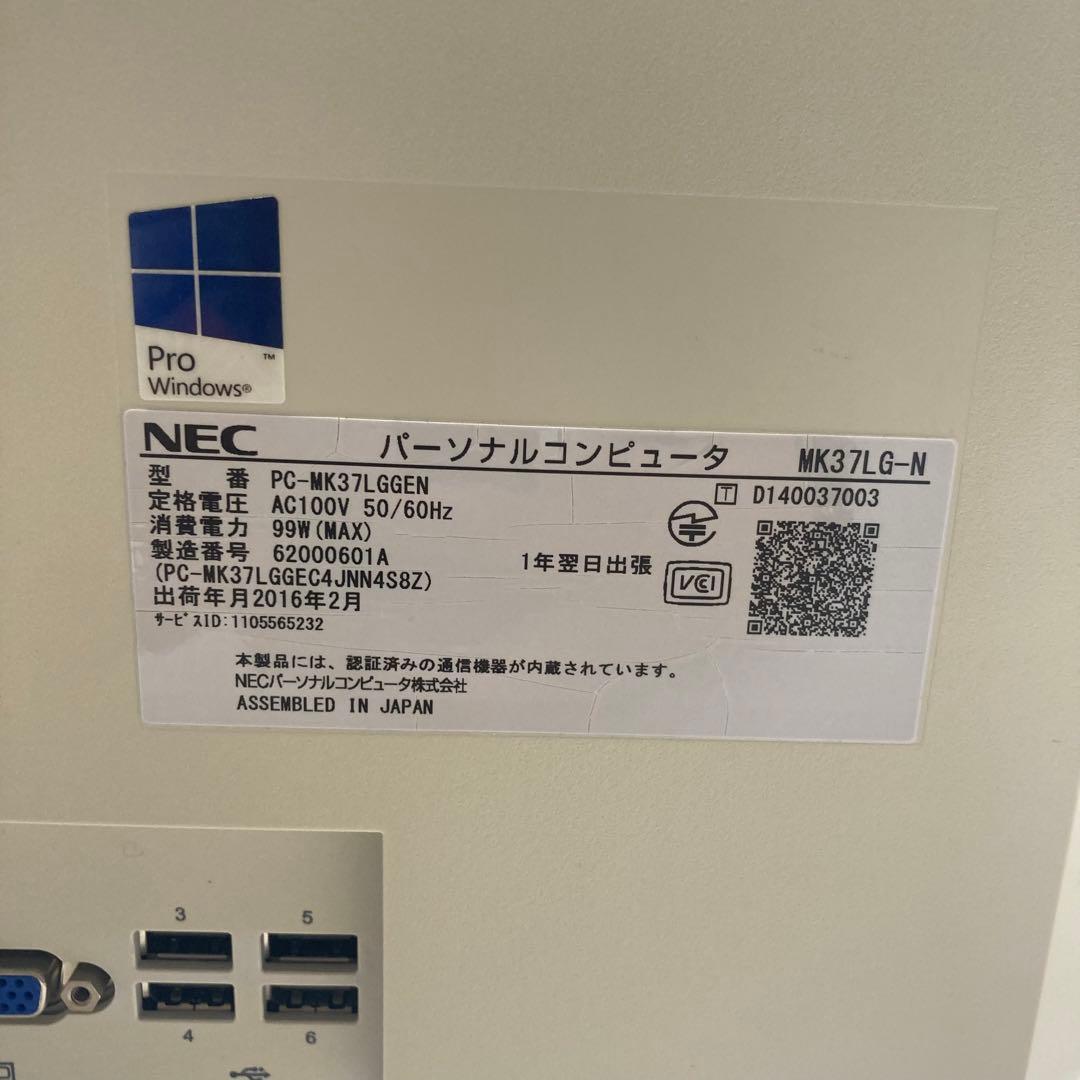 Pro
™
Windows®
NEC パーソナルコンピュータ MK37LG-N
型 番 PC-MK37LGGEN
T D140037003
定格電圧 AC100V 50/60Hz
消費電力 99W(MAX)
製造番号 62000601A
1年翌日出張
VCI
(PC-MK37LGGEC4JNN4S8Z)
出荷年月2016年2月
サービスID:1105565232
本製品には、認証済みの通信機器が内蔵されています。
NECパーソナルコンピュータ株式会社
ASSEMBLED IN JAPAN
3 5
4 6